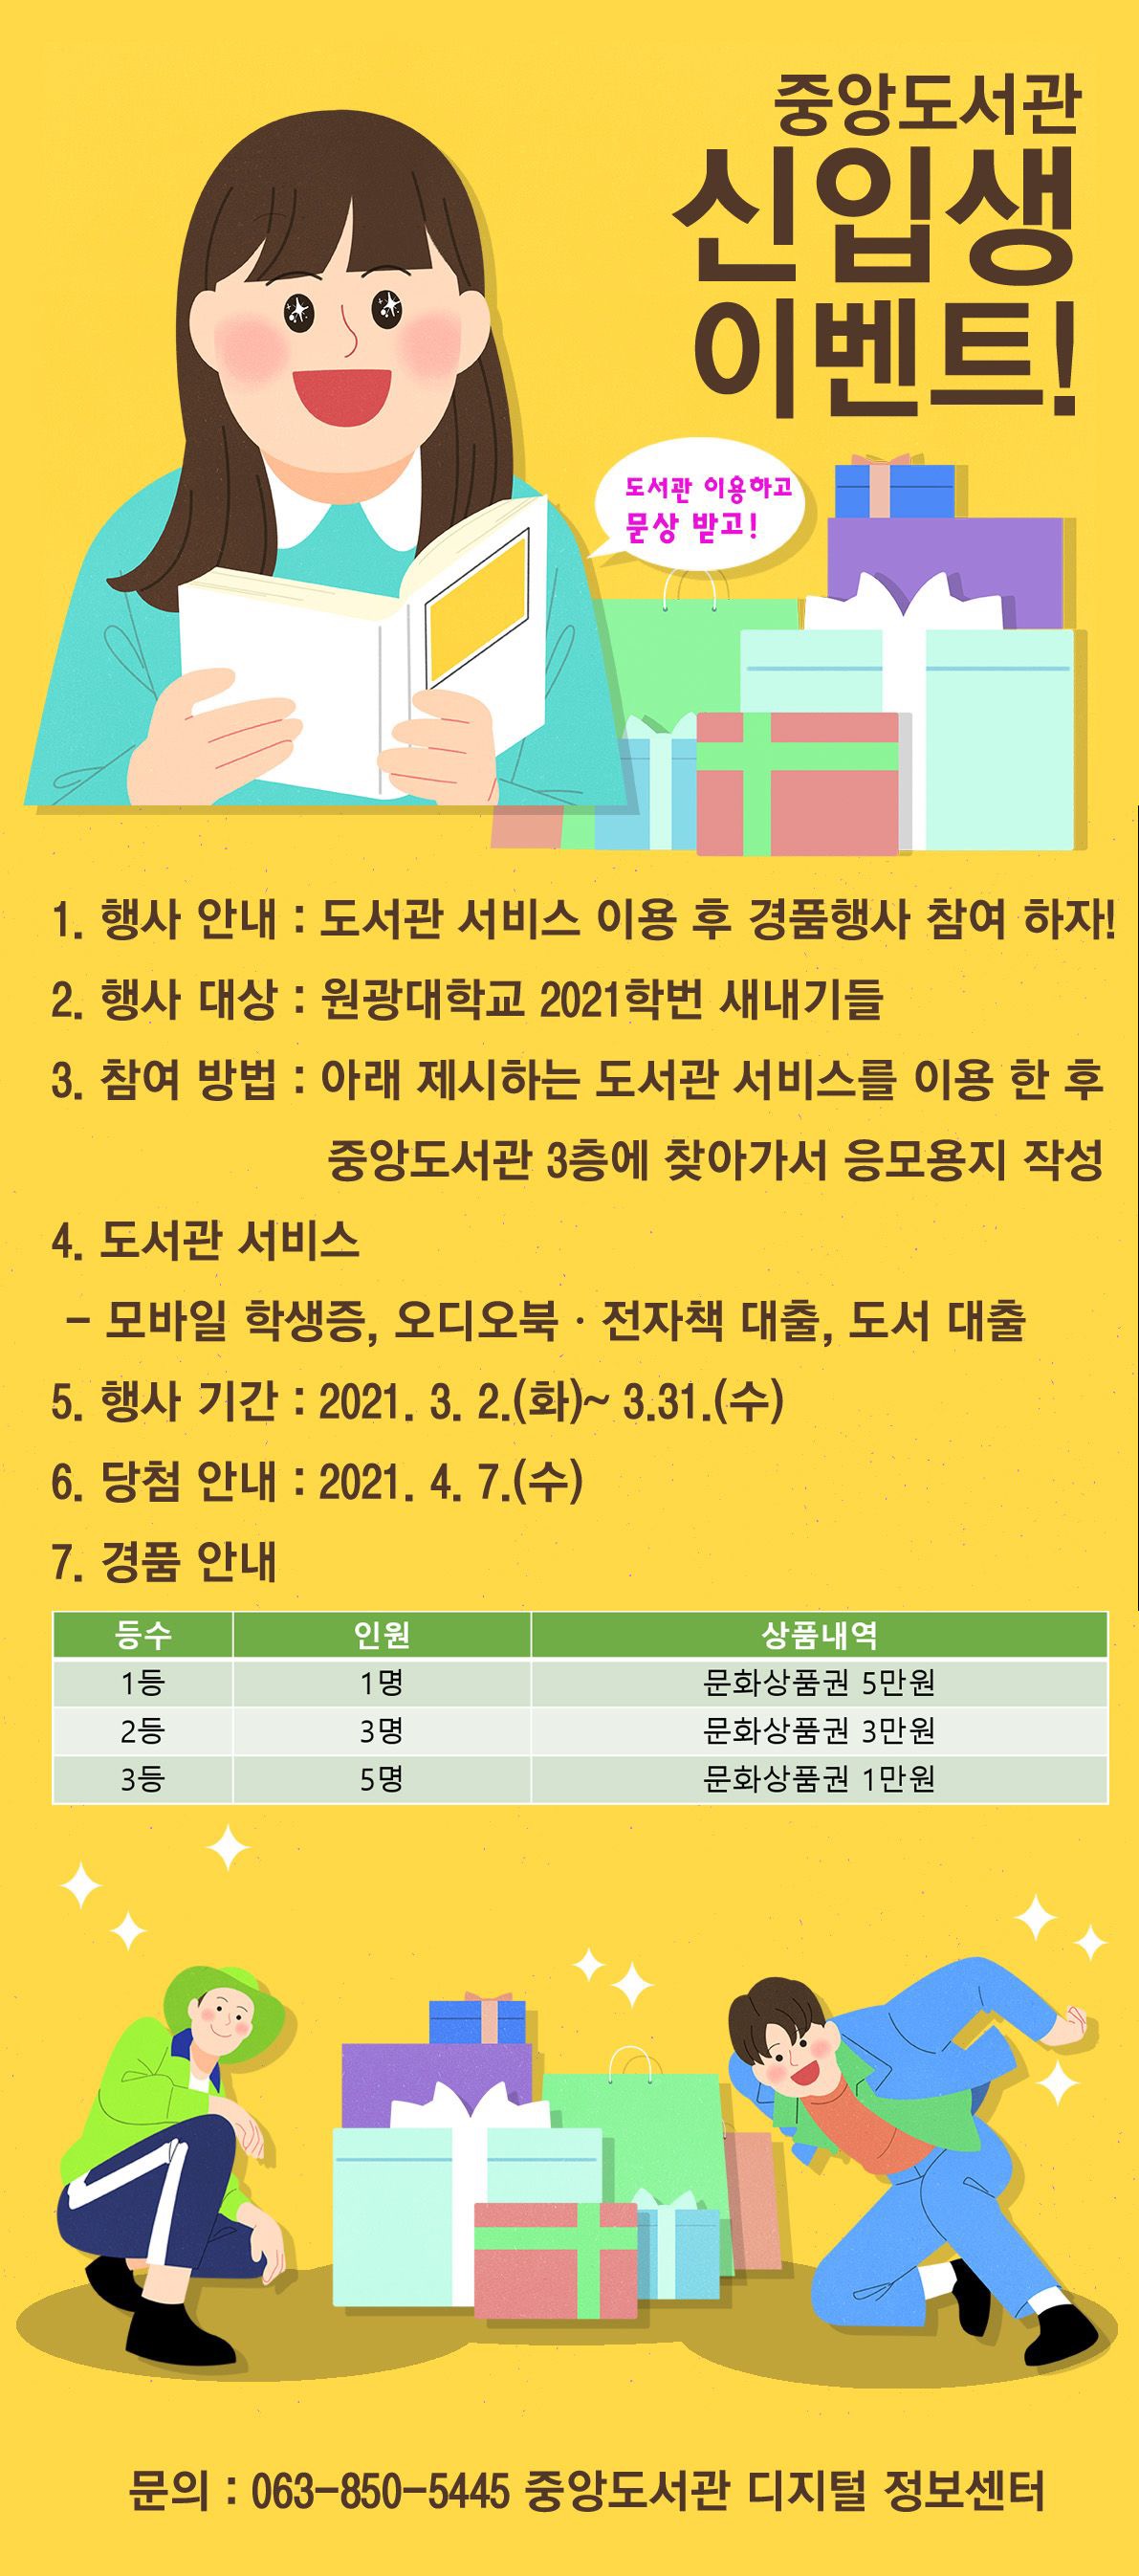 중앙도서관
신입생
이벤트!
도서관 이용하고
문상 받고!
1. 행사 안내 : 도서관 서비스 이용 후 경품행사 참여 하자!
2. 행사 대상 : 원광대학교 2021학번 새내기들
3. 참여 방법 : 아래 제시하는 도서관 서비스를 이용 한 후
중앙도서관 3층에 찾아가서 응모용지 작성
4. 도서관 서비스
- 모바일 학생증, 오디오북 · 전자책 대출, 도서 대출
5. 행사 기간 : 2021. 3. 2.(화)~ 3.31.(수)
6. 당첨 안내 : 2021. 4. 7.(수)
7. 경품 안내
등수 인원 상품내역
1등 1명 문화상품권 5만원
2등 3명 문화상품권 3만원
3등 5명 문화상품권 1만원
문의 : 063-850-5445 중앙도서관 디지털 정보센터